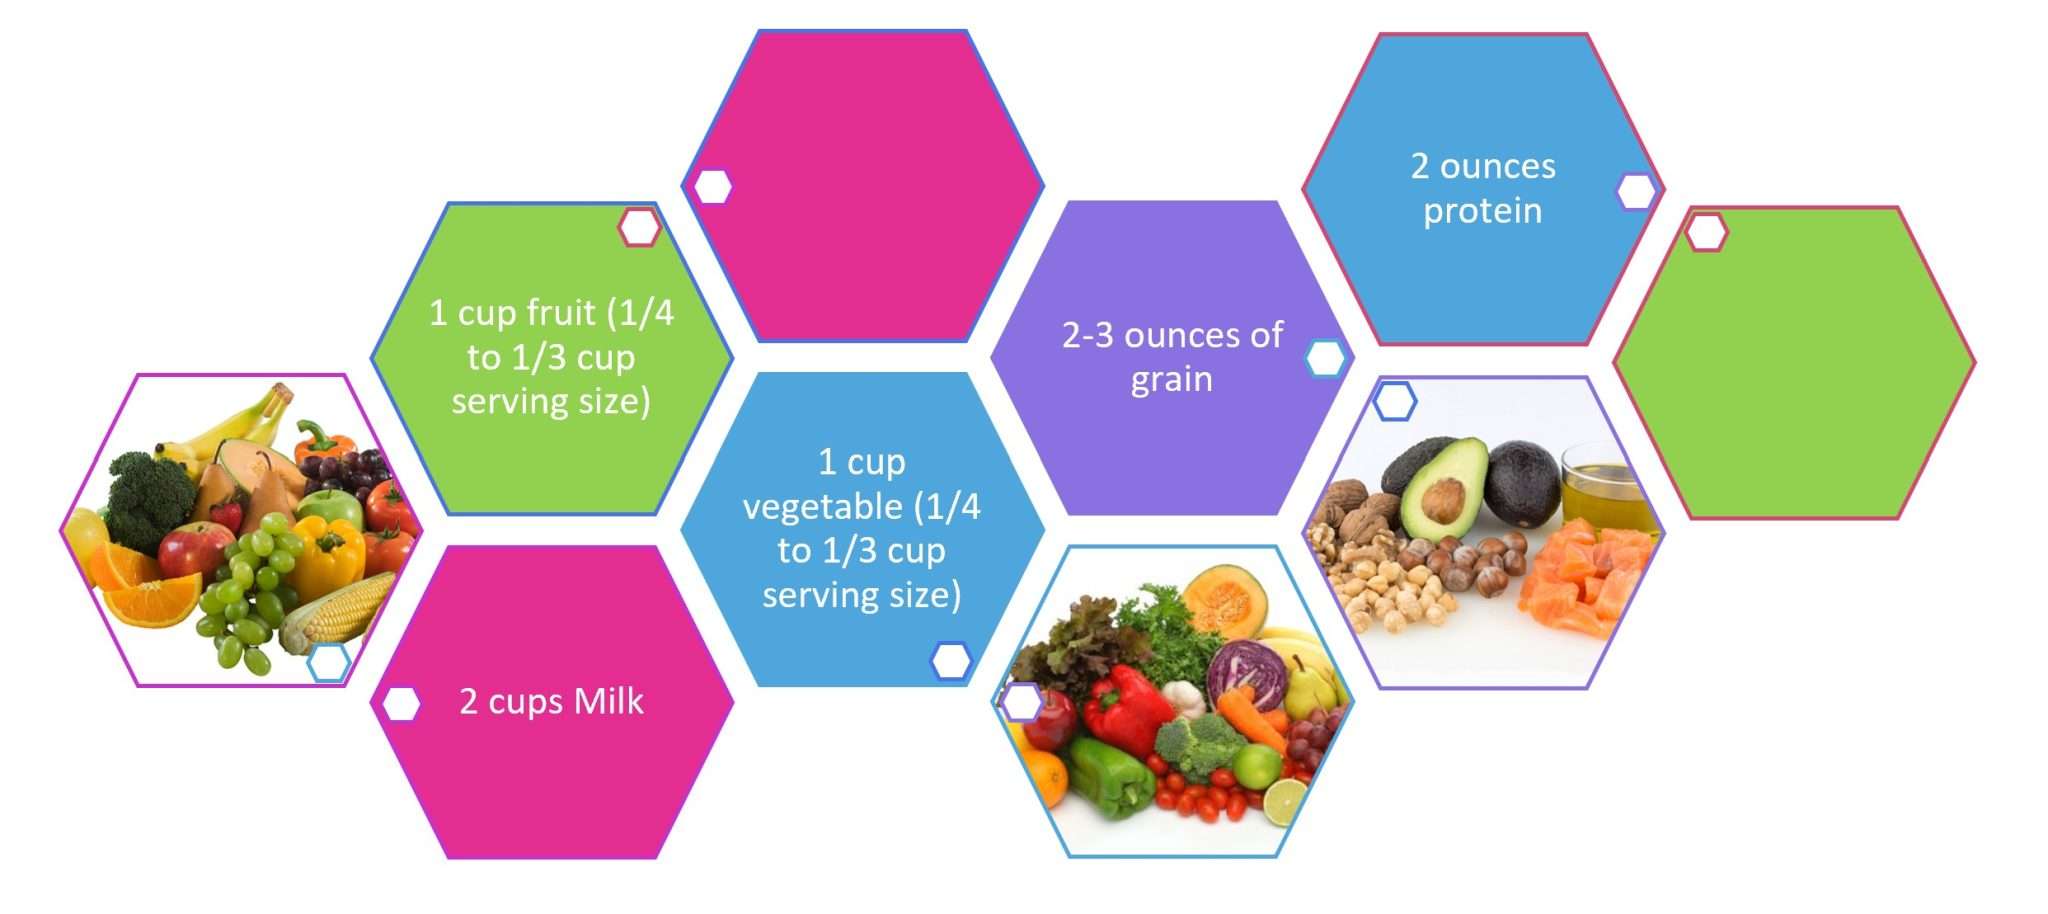 1 cup fruit (1/4
to 1/3 cup
serving size)
2 cups Milk
1 cup
vegetable (1/4
to 1/3 cup
serving size)
2-3 ounces of
grain
2 ounces
protein